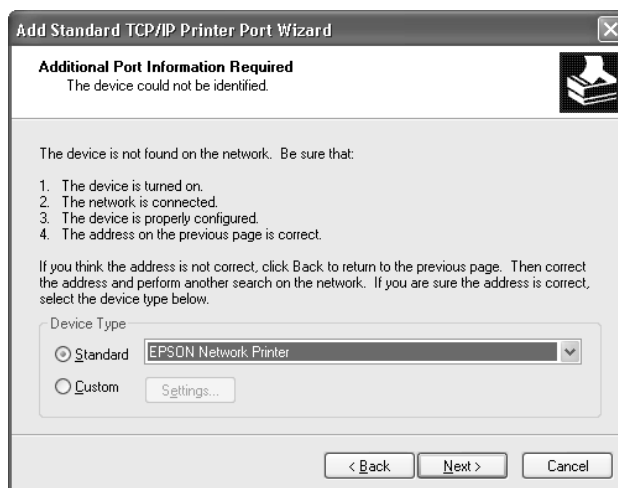 Add Standard TCP/IP Printer Port Wizard
Additional Port Information Required
The device could not be identified.
The device is not found on the network. Be sure that:
1. The device is turned on.
2. The network is connected.
3. The device is properly configured.
4. The address on the previous page is correct.
If you think the address is not correct, click Back to return to the previous page. Then correct
the address and perform another search on the network. If you are sure the address is correct,
select the device type below.
Device Type
Standard EPSON Network Printer
Custom Settings...
< Back Next > Cancel